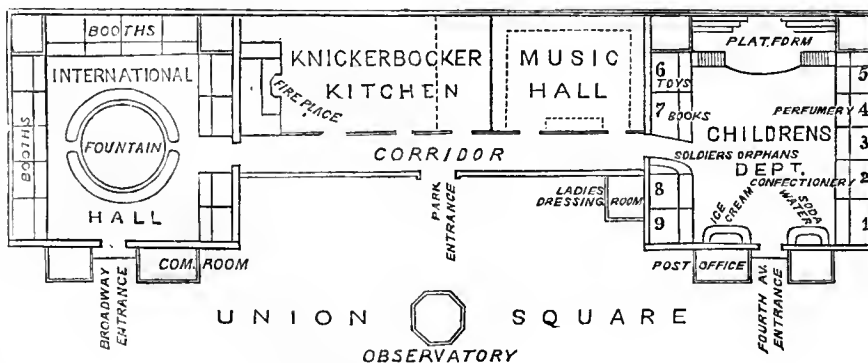 BOOTHS
INTERNATIONAL
BOOTHS
FOUNTAIN
HALL
COM. ROOM
BROADWAY
ENTRANCE
KNICKERBOCKER
KITCHEN
FIRE PLACE
MUSIC
HALL
CORRIDOR
PARK
ENTRANCE
LADIES
DRESSING ROOM
PLATFORM
6
TOYS
7 BOOKS
5
PERFUMERY 4
CHILDRENS
3
SOLDIERS ORPHANS
DEPT.
CONFECTIONERY 2
8
9
ICE
CREAM
SODA
WATER
1
POST OFFICE
FOURTH AV.
ENTRANCE
UNION SQUARE
OBSERVATORY